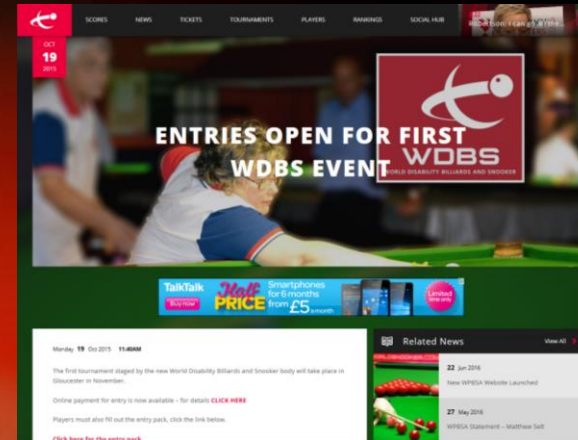 SCORES NEWS TICKETS TOURNAMENTS PLAYERS RANKINGS SOCIAL HUB
OCT
19
2015
ENTRIES OPEN FOR FIRST
WDBS EVENT
WDBS
WORLD DISABILITY BILLIARDS AND SNOOKER
TalkTalk
Buy now
Half
PRICE
Smartphones
for 6 months
from £5 a month
Limited
time only
Monday 19 Oct 2015 11:40AM
The first tournament staged by the new World Disability Billiards and Snooker body will take place in
Gloucester in November.
Online payment for entry is now available – for details CLICK HERE
Players must also fill out the entry pack, click the link below.
Click here for the entry pack
Related News
View All
22 Jun 2016
New WPBSA Website Launched
27 May 2016
WPBSA Statement – Matthew Selt